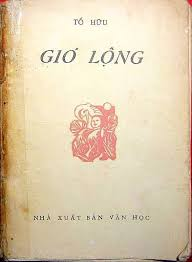 TỐ HỮU
GIÓ LỘNG
NHÀ XUẤT BẢN VĂN HỌC